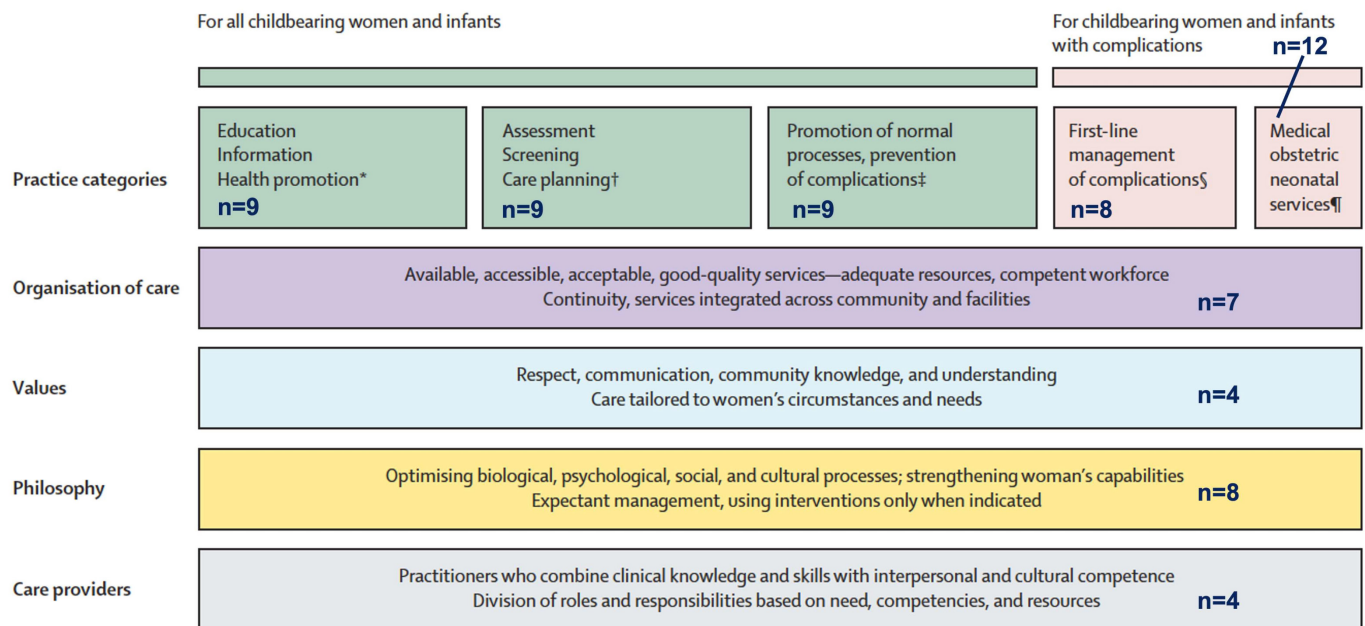 For all childbearing women and infants
For childbearing women and infants
with complications
n=12
Practice categories
Education
Information
Health promotion*
n=9
Assessment
Screening
Care planning†
n=9
Promotion of normal
processes, prevention
of complications‡
n=9
First-line
management
of complications§
n=8
Medical
obstetric
neonatal
services¶
Organisation of care
Available, accessible, acceptable, good-quality services—adequate resources, competent workforce
Continuity, services integrated across community and facilities
n=7
Values
Respect, communication, community knowledge, and understanding
Care tailored to women's circumstances and needs
n=4
Philosophy
Optimising biological, psychological, social, and cultural processes; strengthening woman's capabilities
Expectant management, using interventions only when indicated
n=8
Care providers
Practitioners who combine clinical knowledge and skills with interpersonal and cultural competence
Division of roles and responsibilities based on need, competencies, and resources
n=4